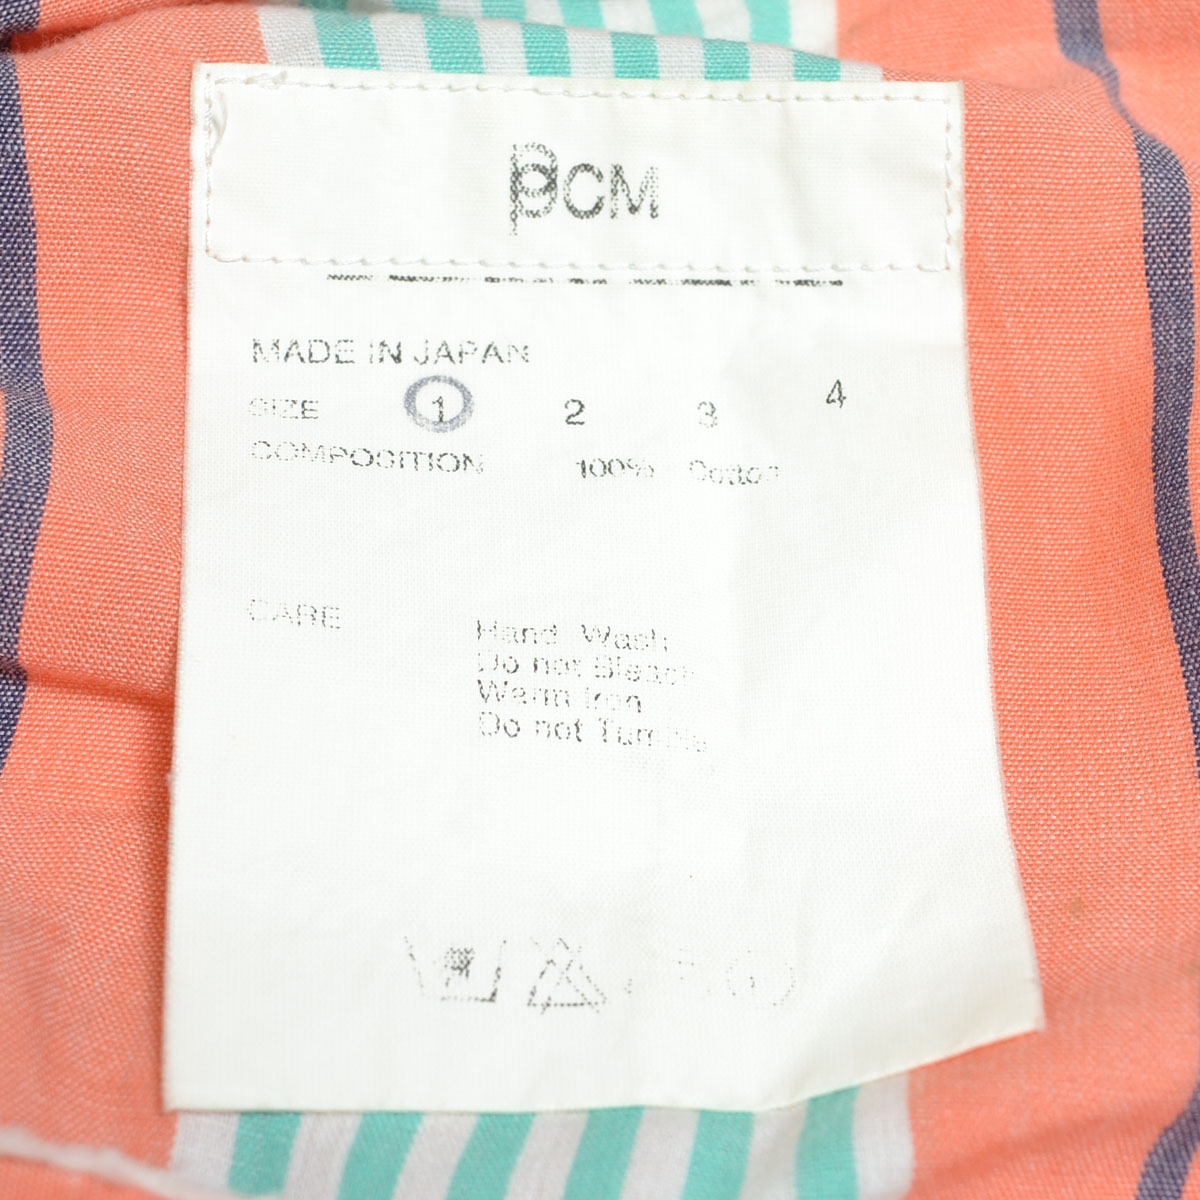 MADE IN JAPAN
SIZE 1 2 3 4
COMPOSITION 100% Cotton
CARE Hand Wash
Do not Bleach
Warm Iron
Do not Tumble